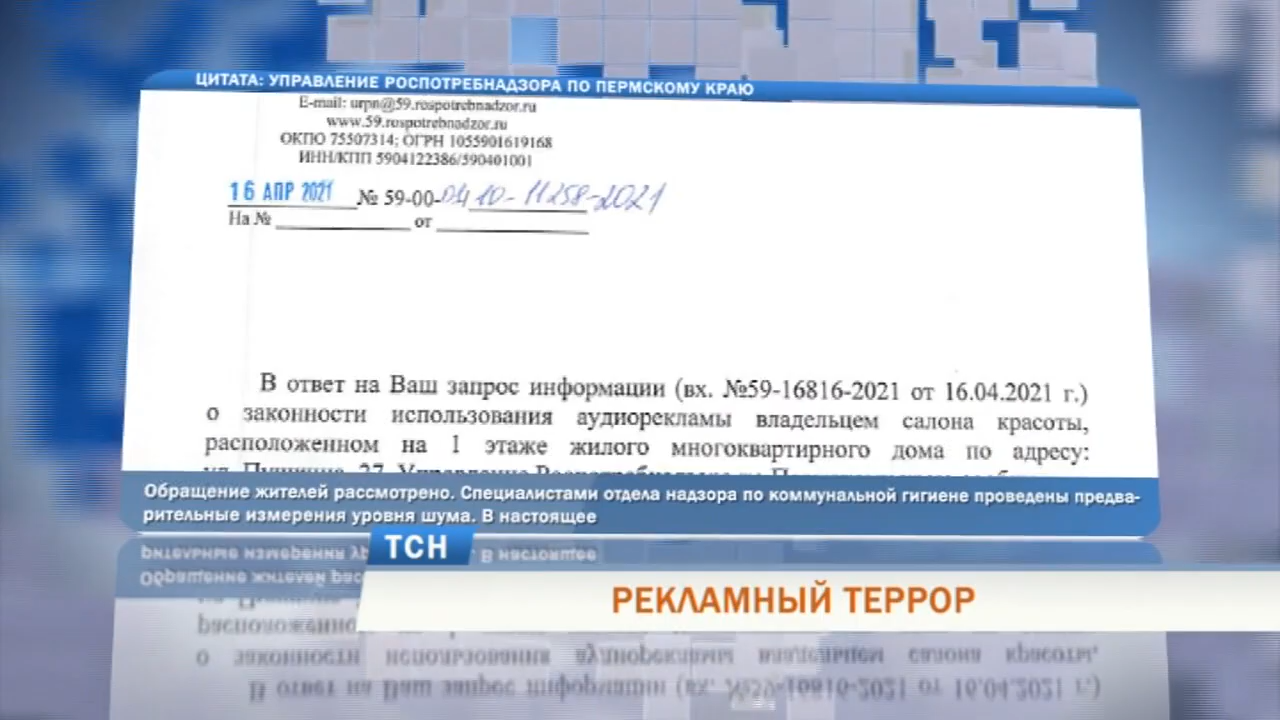 ЦИТАТА: УПРАВЛЕНИЕ РОСПОТРЕБНАДЗОРА ПО ПЕРМСКОМУ КРАЮ
E-mail: urpn@59.rospotrebnadzor.ru
www.59.rospotrebnadzor.ru
ОКПО 75507314; ОГРН 1055901619168
ИНН/КПП 5904122386/590401001
16 АПР 2021 № 59-00-04 10-11258-2021
На № от
В ответ на Ваш запрос информации (вх. №59-16816-2021 от 16.04.2021 г.)
о законности использования аудиорекламы владельцем салона красоты,
расположенном на 1 этаже жилого многоквартирного дома по адресу:
Обращение жителей рассмотрено. Специалистами отдела надзора по коммунальной гигиене проведены предва-
рительные измерения уровня шума. В настоящее
ТСН
РЕКЛАМНЫЙ ТЕРРОР